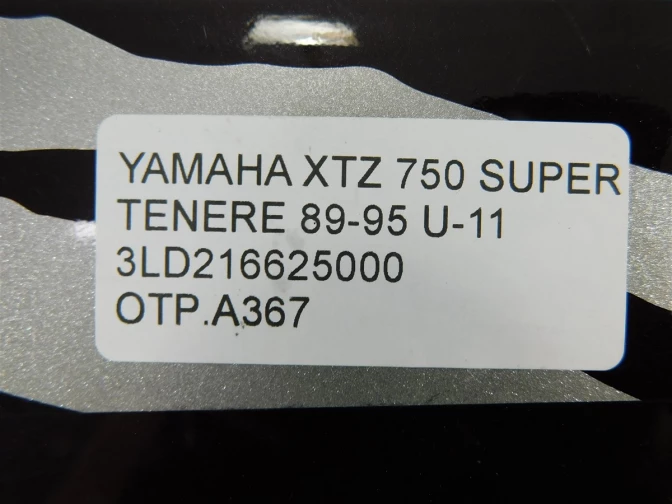 YAMAHA XTZ 750 SUPER
TENERE 89-95 U-11
3LD216625000
OTP.A367